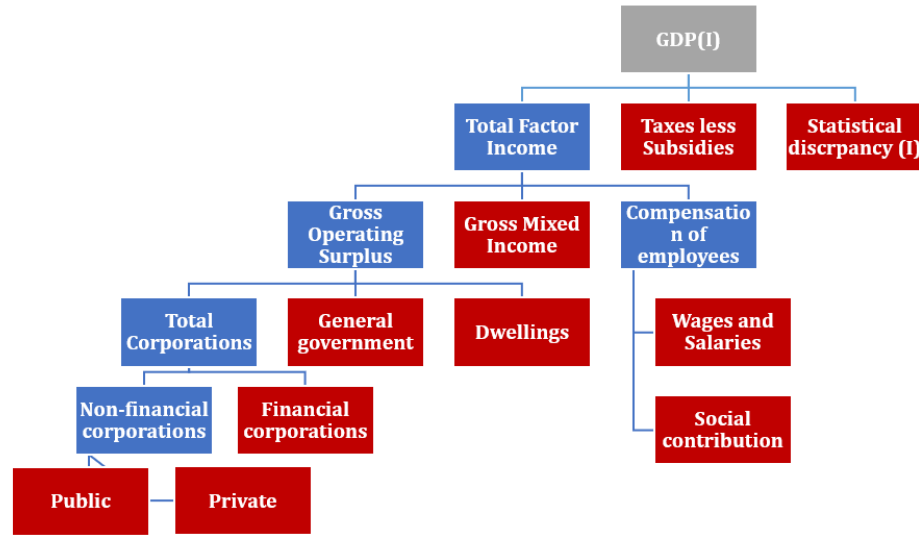 GDP(I)
Total Factor
Income
Taxes less
Subsidies
Statistical
discrpancy (I)
Gross
Operating
Surplus
Gross Mixed
Income
Compensatio
n of
employees
Total
Corporations
General
government
Dwellings
Wages and
Salaries
Non-financial
corporations
Financial
corporations
Social
contribution
Public
Private